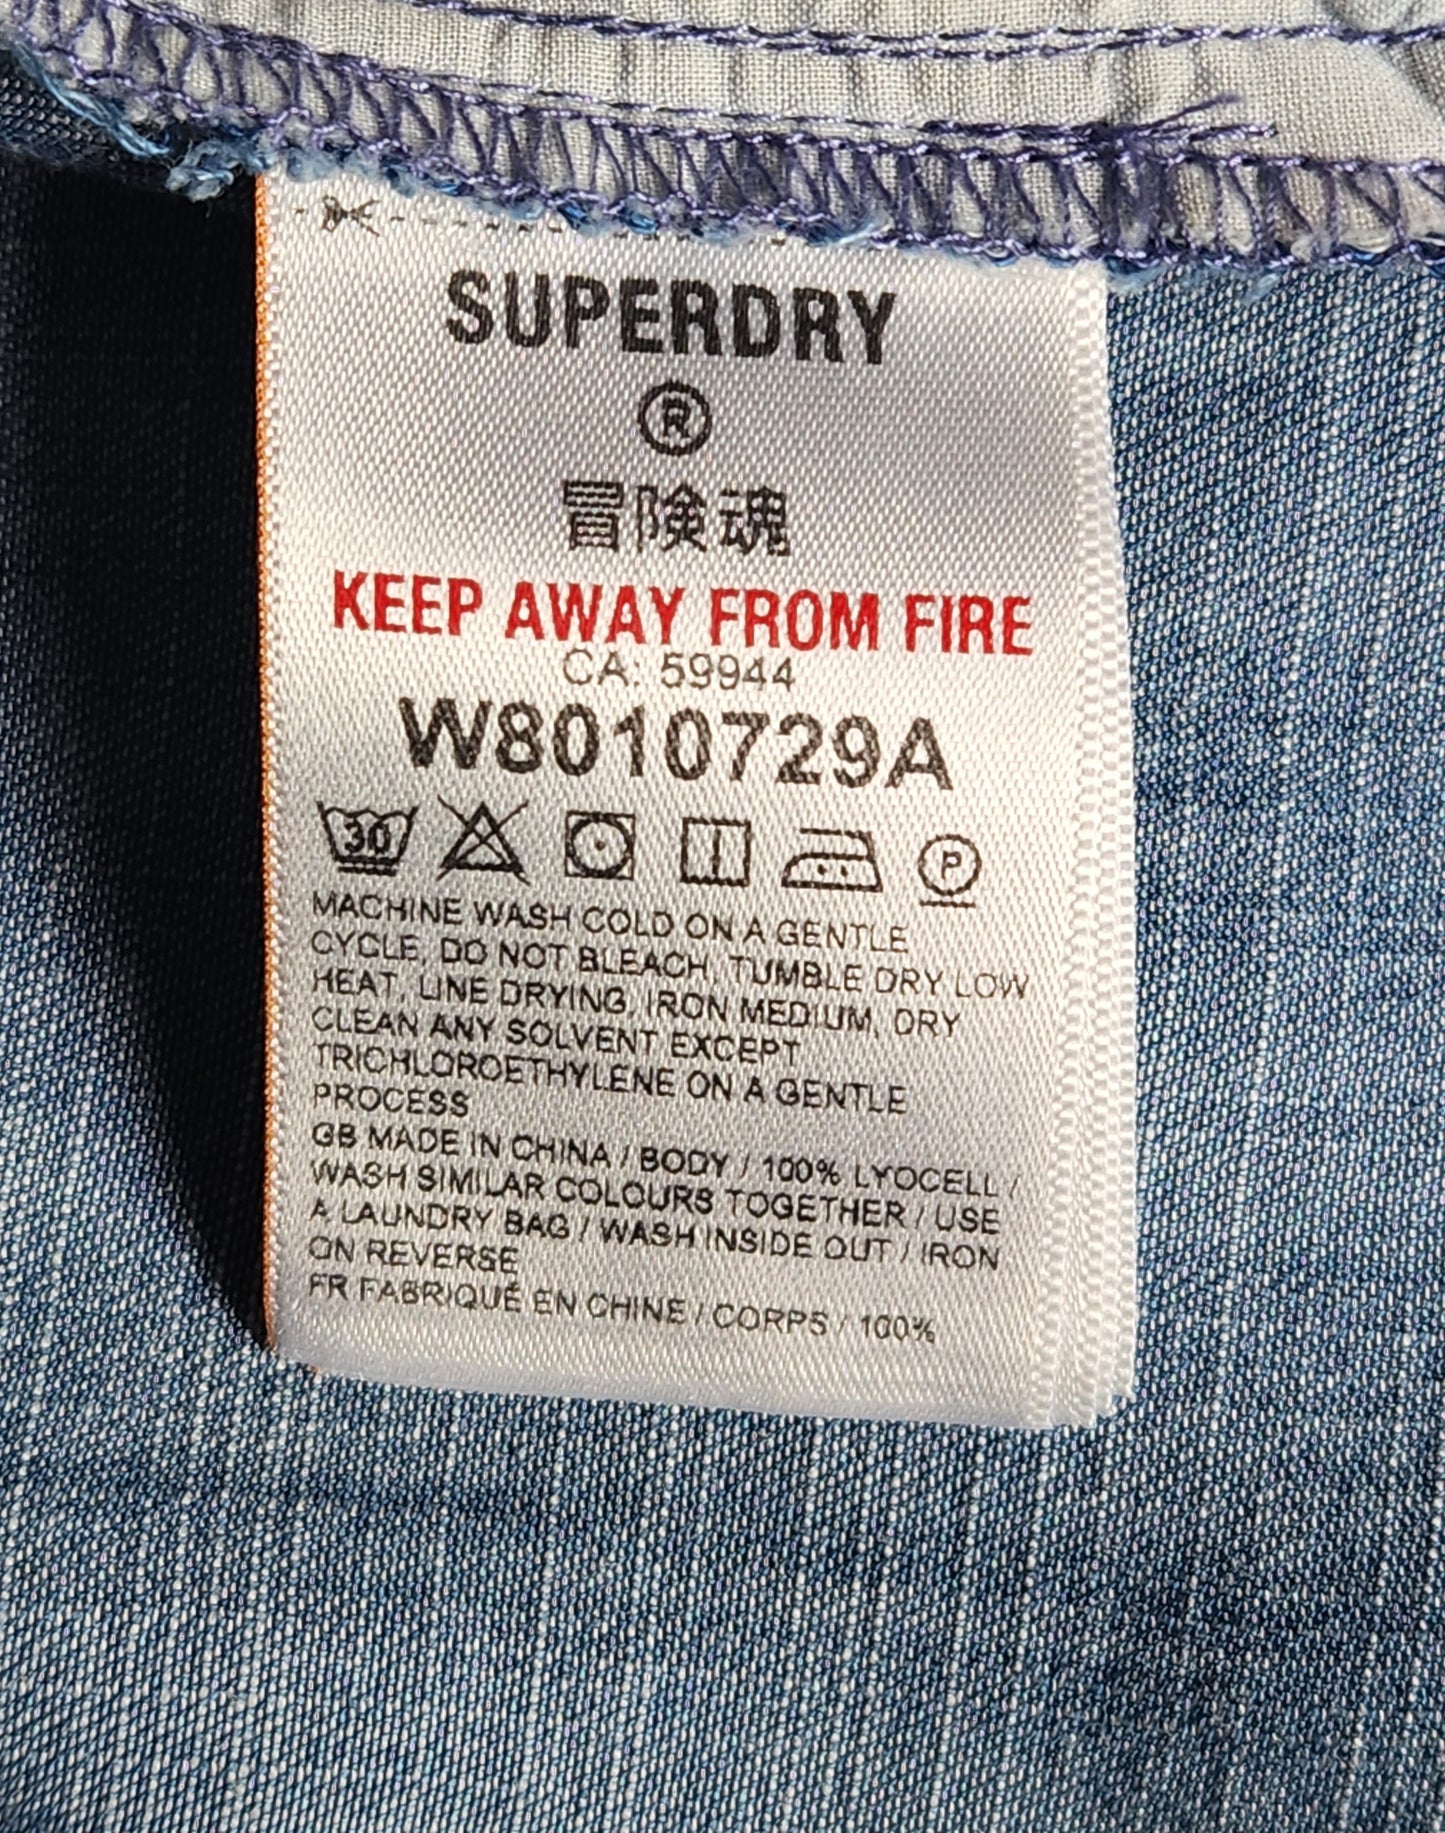 SUPERDRY
®
冒険魂
KEEP AWAY FROM FIRE
CA: 59944
W8010729A
30 P
MACHINE WASH COLD ON A GENTLE
CYCLE, DO NOT BLEACH, TUMBLE DRY LOW
HEAT, LINE DRYING, IRON MEDIUM, DRY
CLEAN ANY SOLVENT EXCEPT
TRICHLOROETHYLENE ON A GENTLE
PROCESS
GB MADE IN CHINA / BODY / 100% LYOCELL /
WASH SIMILAR COLOURS TOGETHER / USE
A LAUNDRY BAG / WASH INSIDE OUT / IRON
ON REVERSE
FR FABRIQUÉ EN CHINE / CORPS / 100%